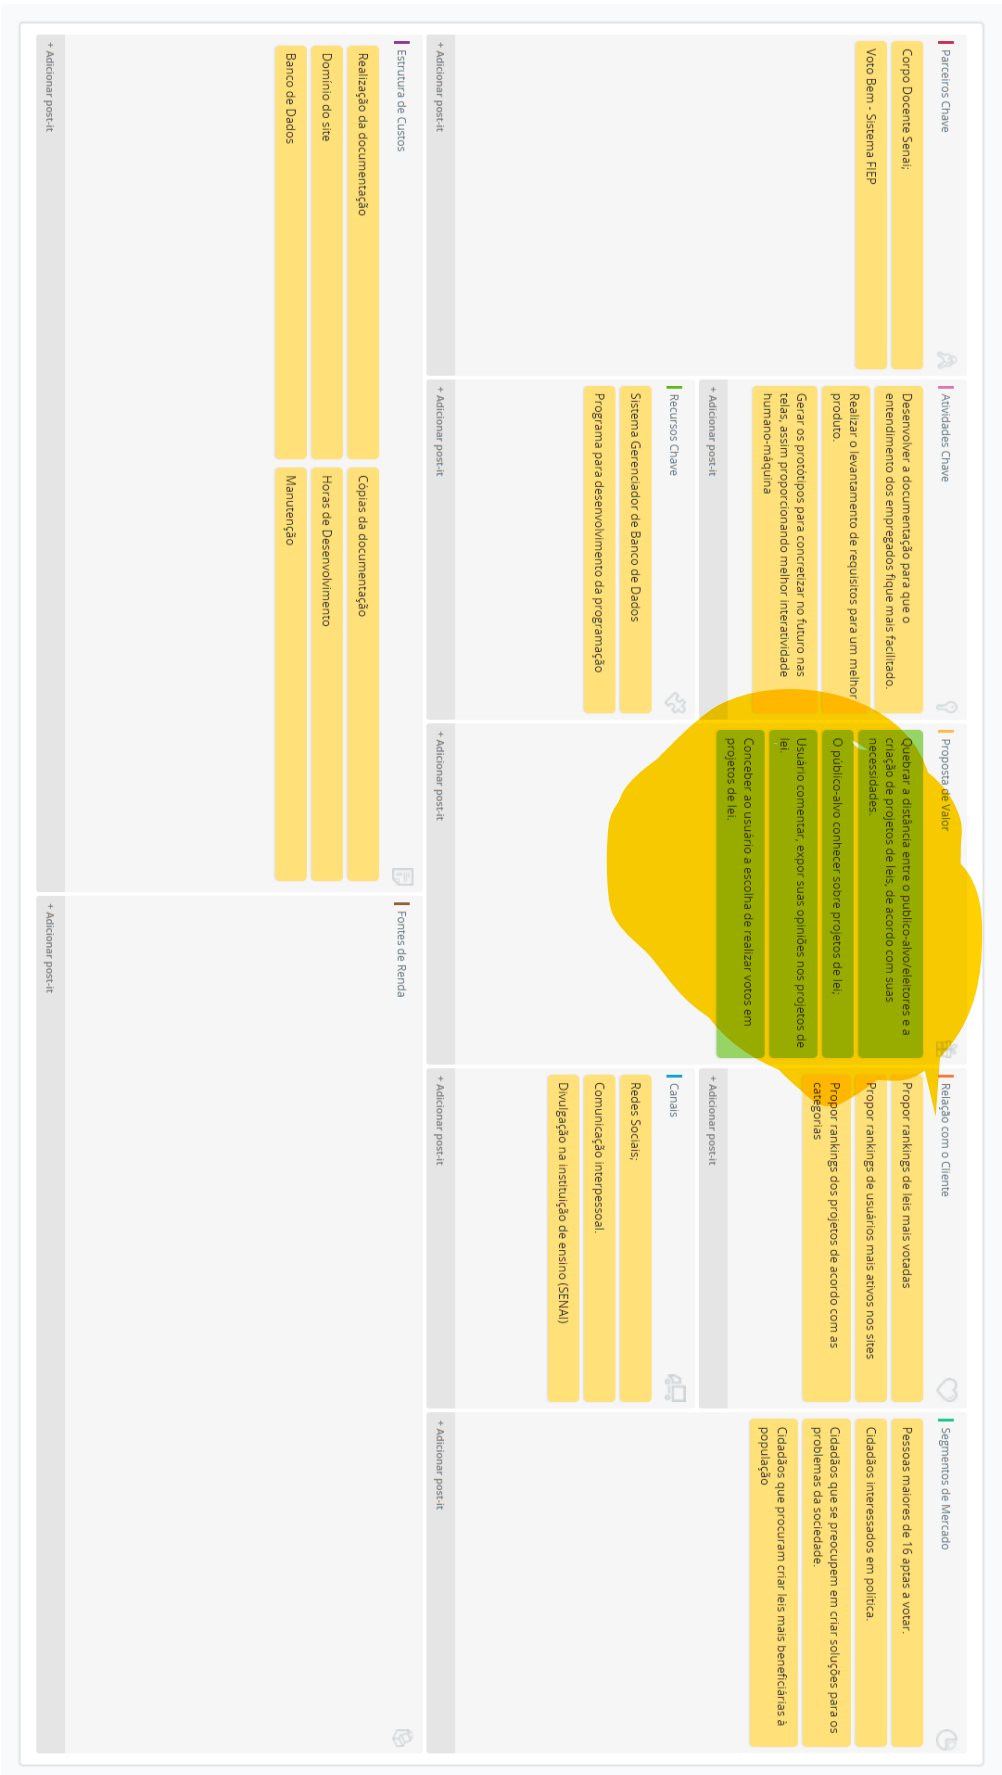 Parceiros Chave
Corpo Docente Senai;
Voto Bem - Sistema FIEP
+ Adicionar post-it
Atividades Chave
Desenvolver a documentação para que o
entendimento dos empregados fique mais facilitado.
Realizar o levantamento de requisitos para um melhor
produto.
Gerar os protótipos para concretizar no futuro nas
telas, assim proporcionando melhor interatividade
humano-máquina
+ Adicionar post-it
Recursos Chave
Sistema Gerenciador de Banco de Dados
Programa para desenvolvimento da programação
+ Adicionar post-it
Proposta de Valor
Quebrar a distância entre o publico-alvo/eleitores e a
criação de projetos de leis, de acordo com suas
necessidades.
O público-alvo conhecer sobre projetos de lei;
Usuário comentar, expor suas opiniões nos projetos de
lei.
Conceber ao usuário a escolha de realizar votos em
projetos de lei.
+ Adicionar post-it
Relação com o Cliente
Propor rankings de leis mais votadas
Propor rankings de usuários mais ativos nos sites
Propor rankings dos projetos de acordo com as
categorias
+ Adicionar post-it
Canais
Redes Sociais;
Comunicação interpessoal.
Divulgação na instituição de ensino (SENAI)
+ Adicionar post-it
Segmentos de Mercado
Pessoas maiores de 16 aptas a votar.
Cidadãos interessados em política.
Cidadãos que se preocupem em criar soluções para os
problemas da sociedade.
Cidadãos que procuram criar leis mais beneficiárias à
população
+ Adicionar post-it
Estrutura de Custos
Realização da documentação
Cópias da documentação
Domínio do site
Horas de Desenvolvimento
Banco de Dados
Manutenção
+ Adicionar post-it
Fontes de Renda
+ Adicionar post-it